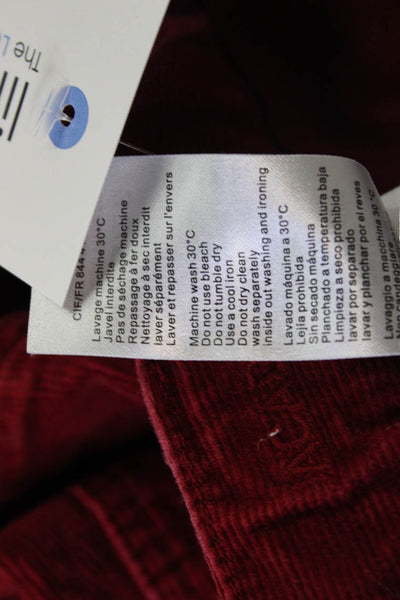 The
CIF/FR 844
Lavage machine 30°C
Javel interdite
Pas de séchage machine
Repassage à fer doux
Nettoyage à sec interdit
laver séparément
Laver et repasser sur l'envers
Machine wash 30°C
Do not use bleach
Do not tumble dry
Use a cool iron
Do not dry clean
wash separately
inside out washing and ironing
Lavado máquina a 30°C
Lejía prohibida
Sin secado máquina
Planchado a temperatura baja
Limpieza a seco prohibida
lavar por separado
lavar y planchar por el reves
Lavaggio a macchina 30°C